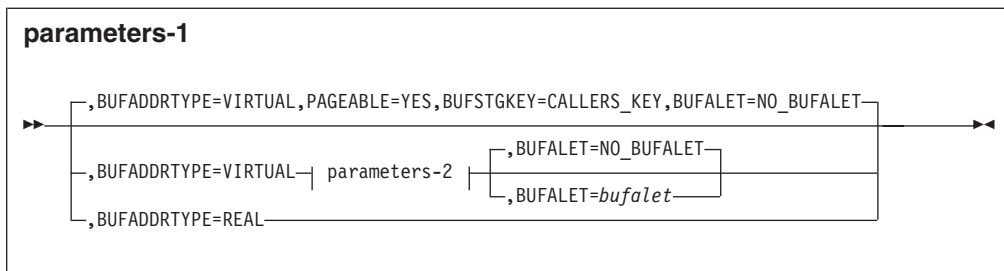 parameters-1
,BUFADDRTYPE=VIRTUAL,PAGEABLE=YES,BUFSTGKEY=CALLERS_KEY,BUFALET=NO_BUFALET
,BUFADDRTYPE=VIRTUAL parameters-2 ,BUFALET=NO_BUFALET
,BUFALET=bufalet
,BUFADDRTYPE=REAL